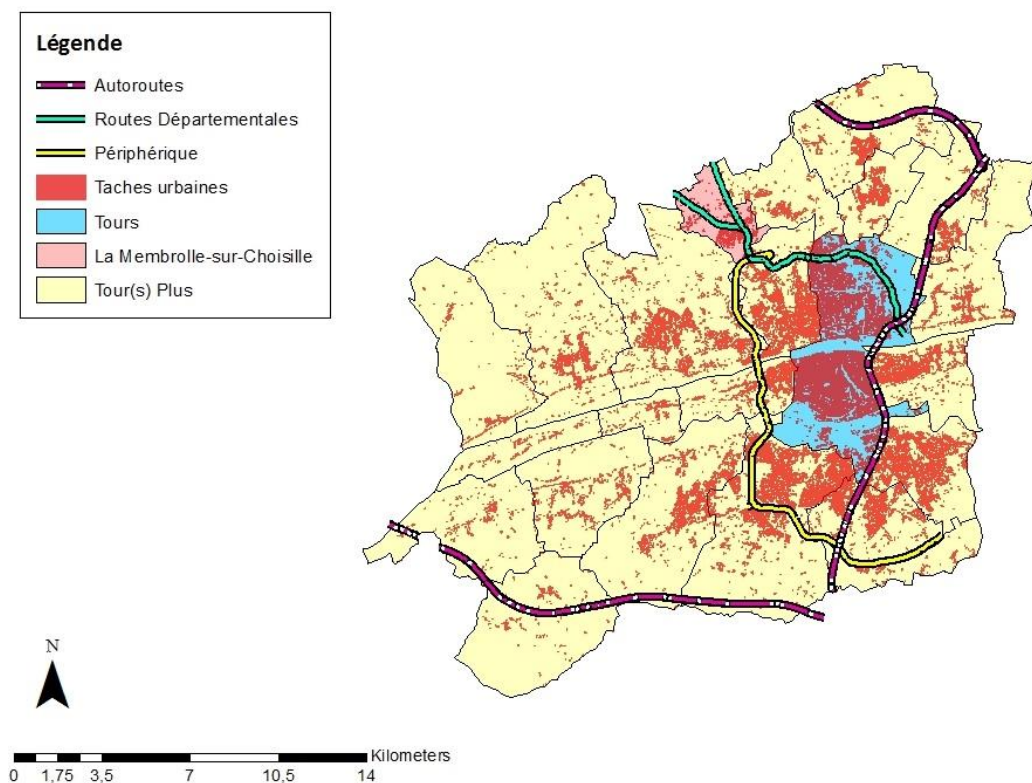 Légende
Autoroutes
Routes Départementales
Périphérique
Taches urbaines
Tours
La Membrolle-sur-Choisille
Tour(s) Plus
N
Kilometers
0 1,75 3,5 7 10,5 14